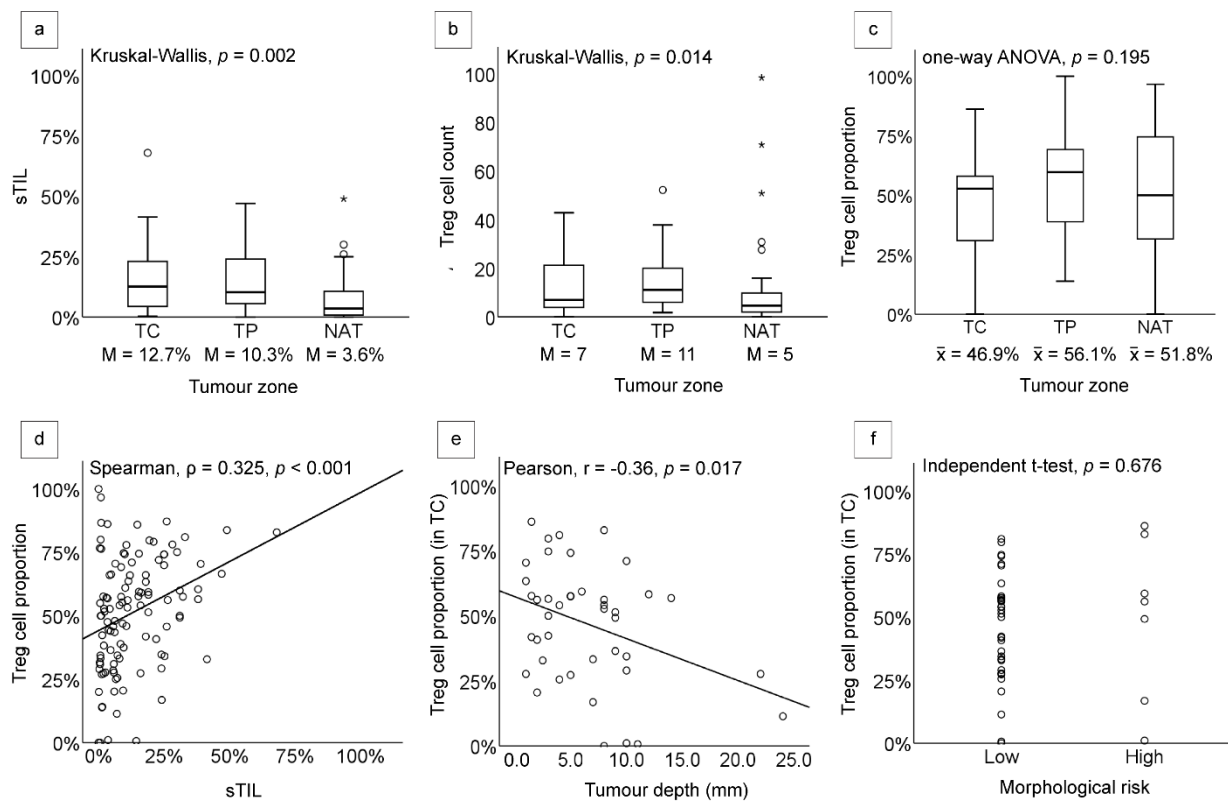 a
Kruskal-Wallis, p = 0.002
100%
75%
50%
25%
0%
sTIL
TC TP NAT
M = 12.7% M = 10.3% M = 3.6%
Tumour zone
b
Kruskal-Wallis, p = 0.014
100
80
60
40
20
0
Treg cell count
TC TP NAT
M = 7 M = 11 M = 5
Tumour zone
c
one-way ANOVA, p = 0.195
100%
75%
50%
25%
0%
Treg cell proportion
TC TP NAT
x̄ = 46.9% x̄ = 56.1% x̄ = 51.8%
Tumour zone
d
Spearman, ρ = 0.325, p < 0.001
100%
75%
50%
25%
0%
Treg cell proportion
0% 25% 50% 75% 100%
sTIL
e
Pearson, r = -0.36, p = 0.017
100%
75%
50%
25%
0%
Treg cell proportion (in TC)
0.0 5.0 10.0 15.0 20.0 25.0
Tumour depth (mm)
f
Independent t-test, p = 0.676
100%
75%
50%
25%
0%
Treg cell proportion (in TC)
Low High
Morphological risk